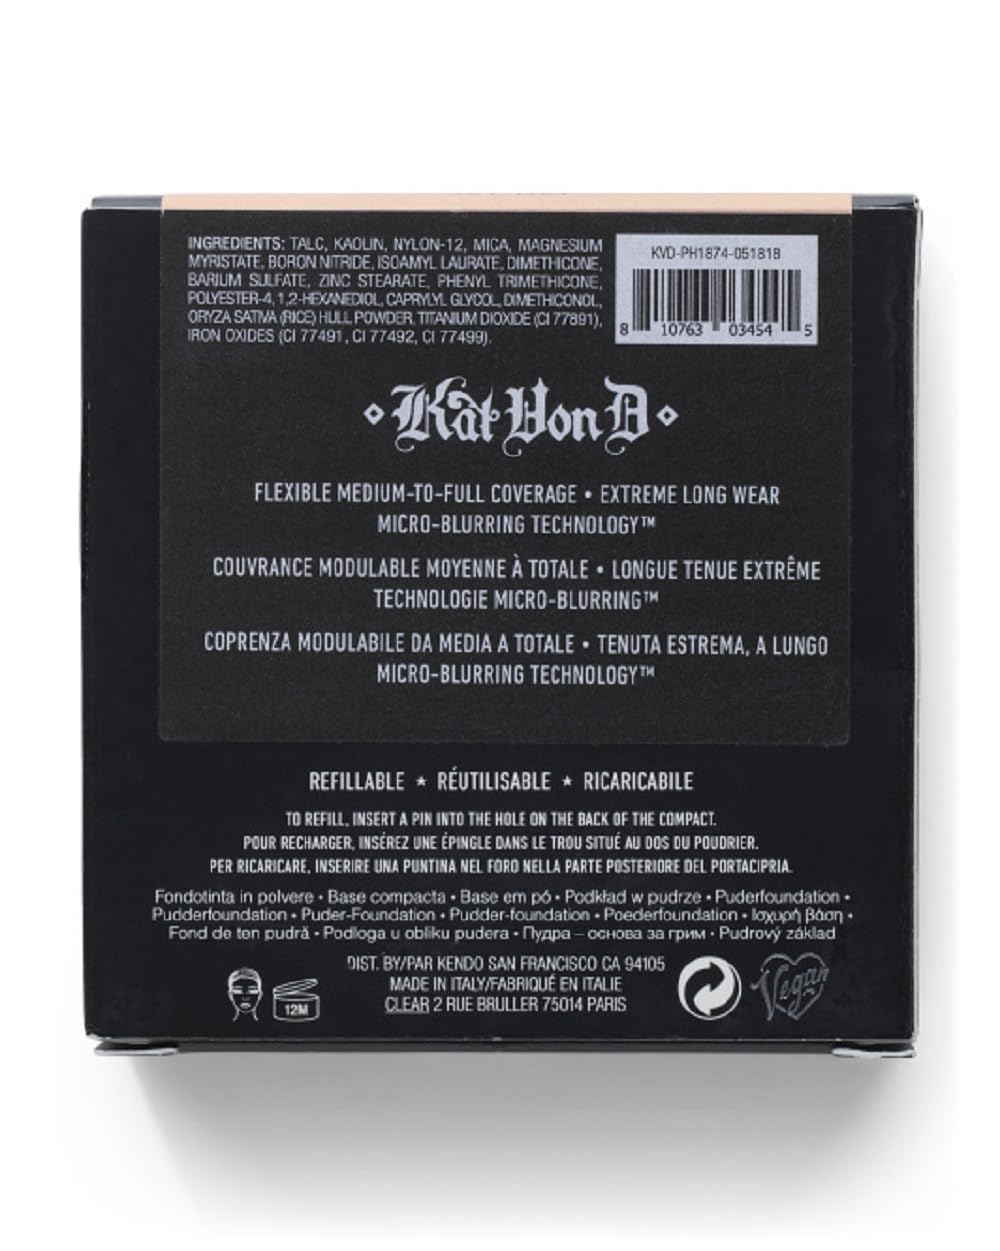 INGREDIENTS: TALC, KAOLIN, NYLON-12, MICA, MAGNESIUM
MYRISTATE, BORON NITRIDE, ISOAMYL LAURATE, DIMETHICONE,
BARIUM SULFATE, ZINC STEARATE, PHENYL TRIMETHICONE,
POLYESTER-4, 1,2-HEXANEDIOL, CAPRYLYL GLYCOL, DIMETHICONOL,
ORYZA SATIVA (RICE) HULL POWDER, TITANIUM DIOXIDE (CI 77891),
IRON OXIDES (CI 77491, CI 77492, CI 77499).
KVD-PH1874-051818
8 10763 03454 5
Kat Von D
FLEXIBLE MEDIUM-TO-FULL COVERAGE • EXTREME LONG WEAR
MICRO-BLURRING TECHNOLOGY™
COUVRANCE MODULABLE MOYENNE À TOTALE • LONGUE TENUE EXTRÊME
TECHNOLOGIE MICRO-BLURRING™
COPRENZA MODULABILE DA MEDIA A TOTALE • TENUTA ESTREMA, A LUNGO
MICRO-BLURRING TECHNOLOGY™
REFILLABLE ★ RÉUTILISABLE ★ RICARICABILE
TO REFILL, INSERT A PIN INTO THE HOLE ON THE BACK OF THE COMPACT.
POUR RECHARGER, INSÉREZ UNE ÉPINGLE DANS LE TROU SITUÉ AU DOS DU POUDRIER.
PER RICARICARE, INSERIRE UNA PUNTINA NEL FORO NELLA PARTE POSTERIORE DEL PORTACIPRIA.
Fondotinta in polvere • Base compacta • Base em pó • Podkład w pudrze • Puderfoundation •
Pudderfoundation • Puder-Foundation • Pudder-foundation • Poederfoundation • Ισχυρή βάση •
Fond de ten pudră • Podloga u obliku pudera • Пудра – основа за грим • Pudrový základ
DIST. BY/PAR KENDO SAN FRANCISCO CA 94105
MADE IN ITALY/FABRIQUÉ EN ITALIE
CLEAR 2 RUE BRULLER 75014 PARIS
12M
Vegan